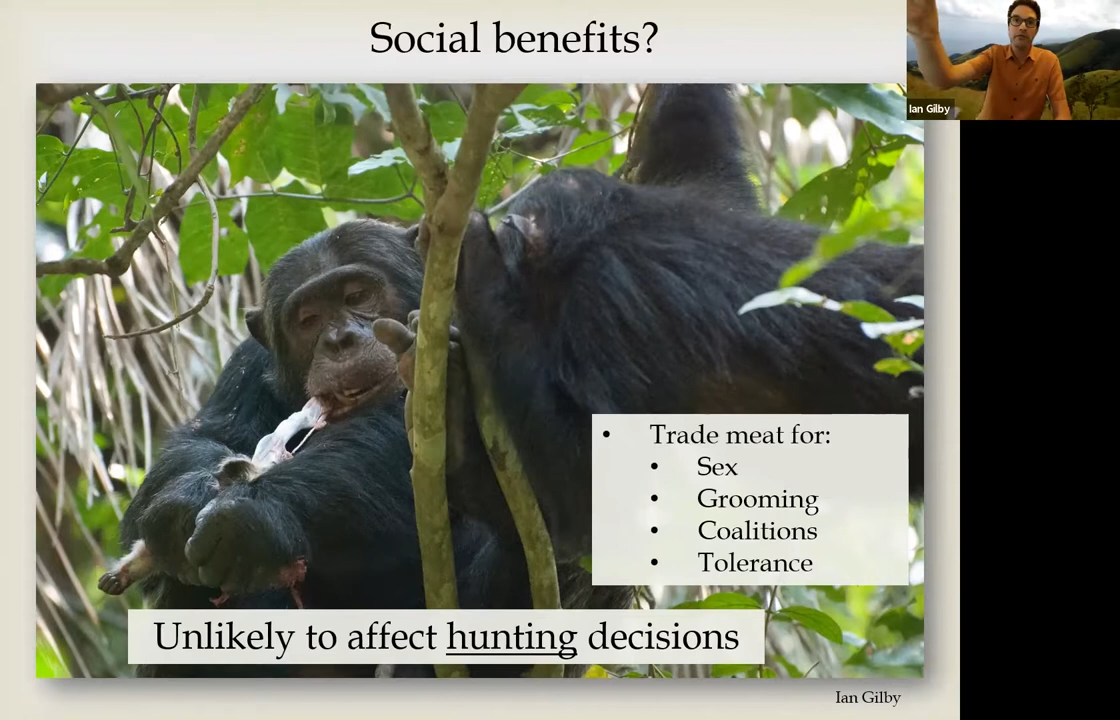 Social benefits?
Ian Gilby
• Trade meat for:
• Sex
• Grooming
• Coalitions
• Tolerance
Unlikely to affect hunting decisions
Ian Gilby